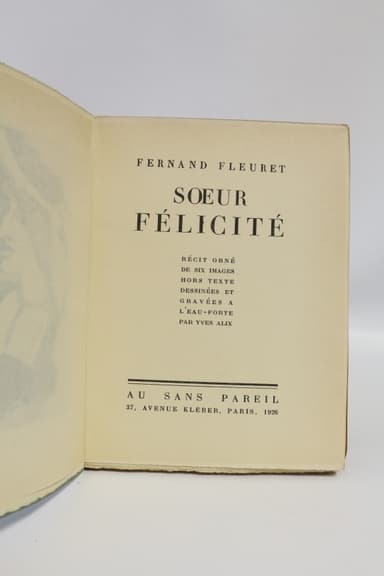 FERNAND FLEURET
SŒUR
FÉLICITÉ
RÉCIT ORNÉ
DE SIX IMAGES
HORS TEXTE
DESSINÉES ET
GRAVÉES A
L'EAU-FORTE
PAR YVES ALIX
AU SANS PAREIL
37, AVENUE KLÉBER, PARIS, 1926